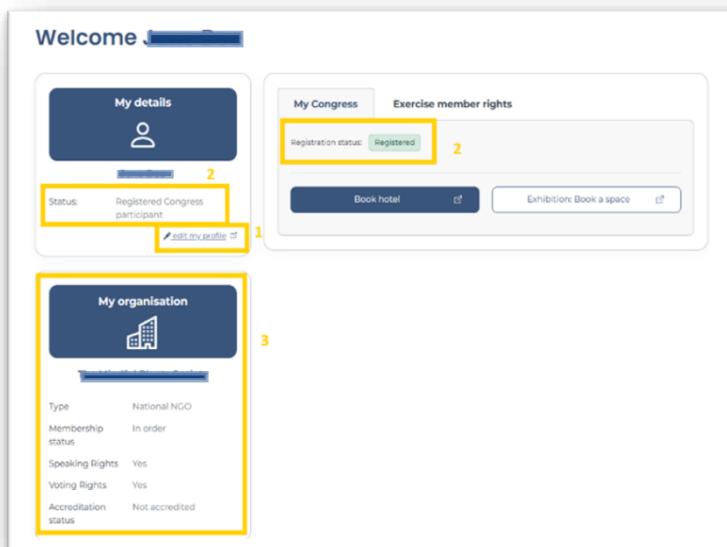 Welcome
My details
2
Status: Registered Congress
participant
edit my profile
1
My Congress Exercise member rights
Registration status: Registered
2
Book hotel Exhibition: Book a space
My organisation
3
Type National NGO
Membership In order
status
Speaking Rights Yes
Voting Rights Yes
Accreditation Not accredited
status